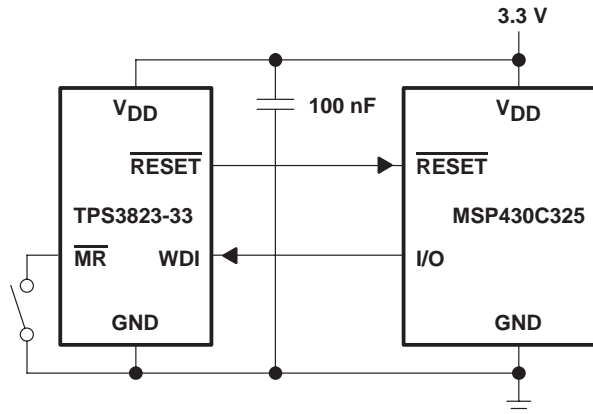 3.3 V
VDD
100 nF
VDD
RESET
RESET
TPS3823-33
MSP430C325
MR
WDI
I/O
GND
GND